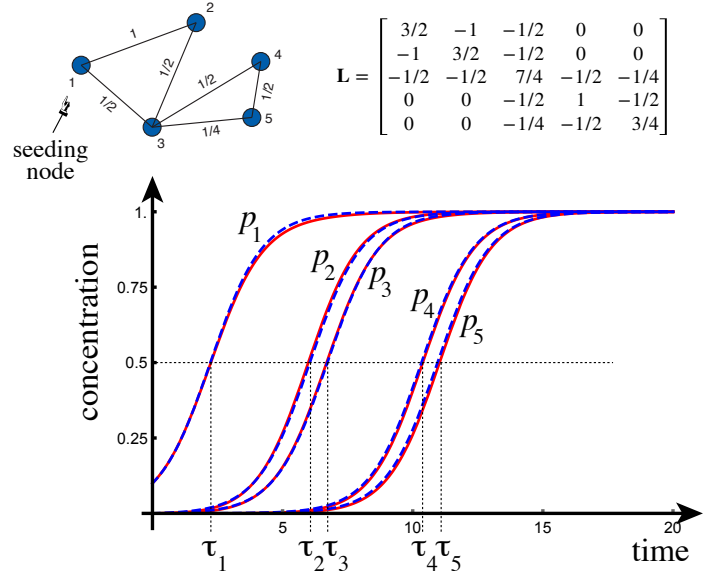 2
1
4
1/2
1/2
1/2
1
1/2
5
1/4
3
seeding
node
L =
3/2 −1 −1/2 0 0
−1 3/2 −1/2 0 0
−1/2 −1/2 7/4 −1/2 −1/4
0 0 −1/2 1 −1/2
0 0 −1/4 −1/2 3/4
1.
0.75
0.5
0.25
concentration
p1
p2
p3
p4
p5
5
10
15
20
τ1
τ2 τ3
τ4 τ5
time